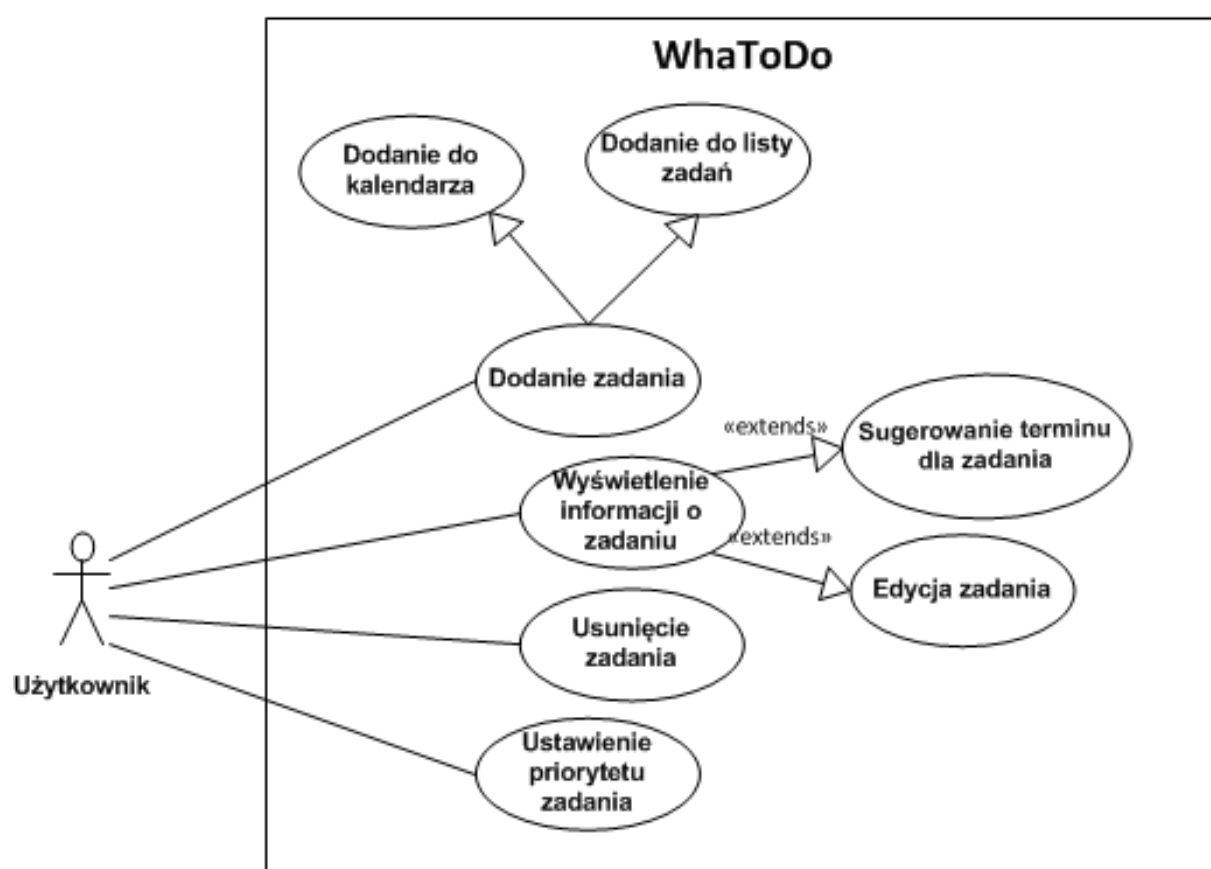 WhaToDo
Dodanie do
kalendarza
Dodanie do listy
zadań
Dodanie zadania
«extends»
Sugerowanie terminu
dla zadania
Wyświetlenie
informacji o
zadaniu
«extends»
Edycja zadania
Usunięcie
zadania
Użytkownik
Ustawienie
priorytetu
zadania